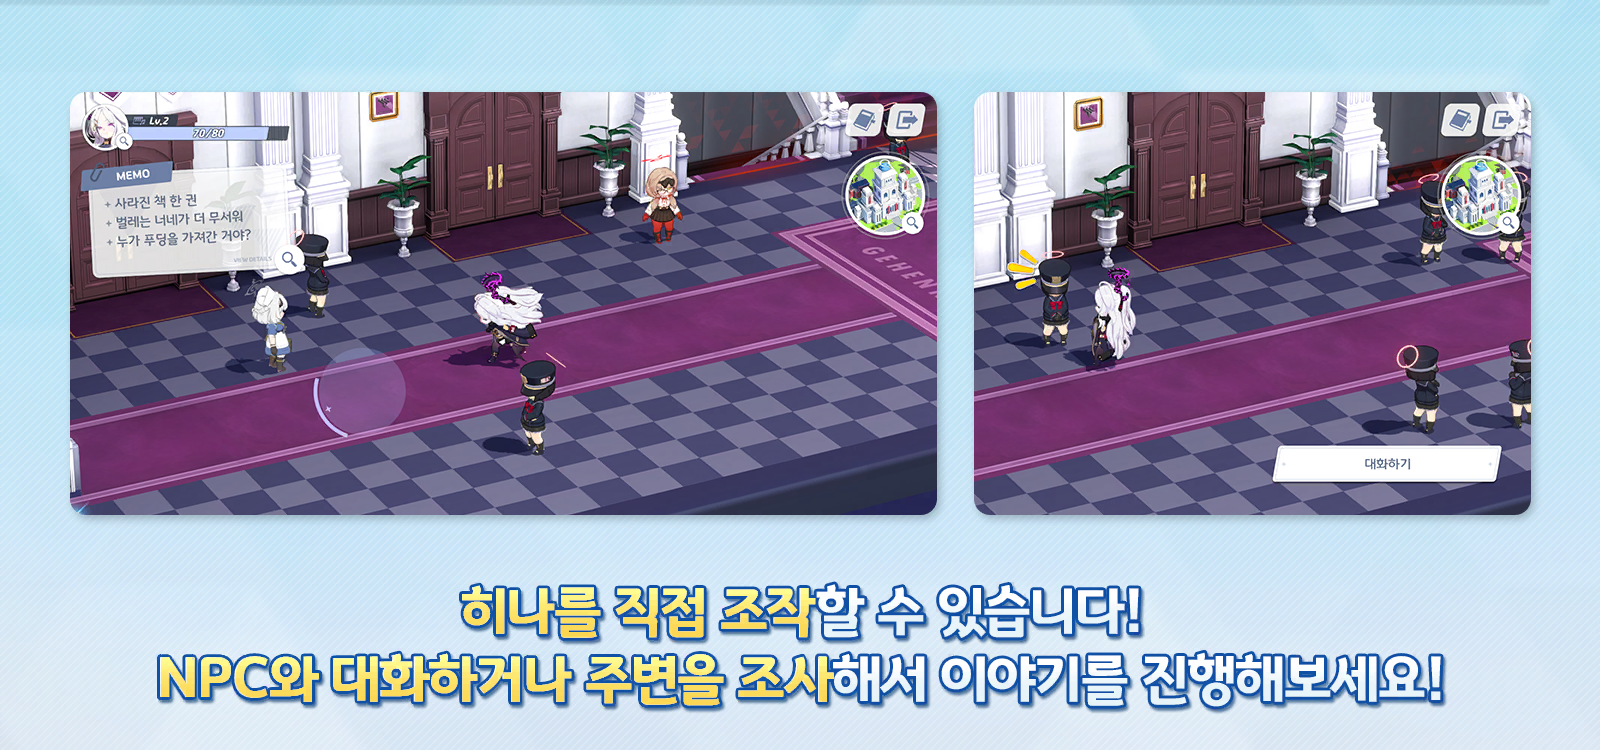 Lv.2
70/80
MEMO
+ 사라진 책 한 권
+ 벌레는 너네가 더 무서워
+ 누가 푸딩을 가져간 거야?
VIEW DETAILS
GEHEN
대화하기
히나를 직접 조작할 수 있습니다!
NPC와 대화하거나 주변을 조사해서 이야기를 진행해보세요!